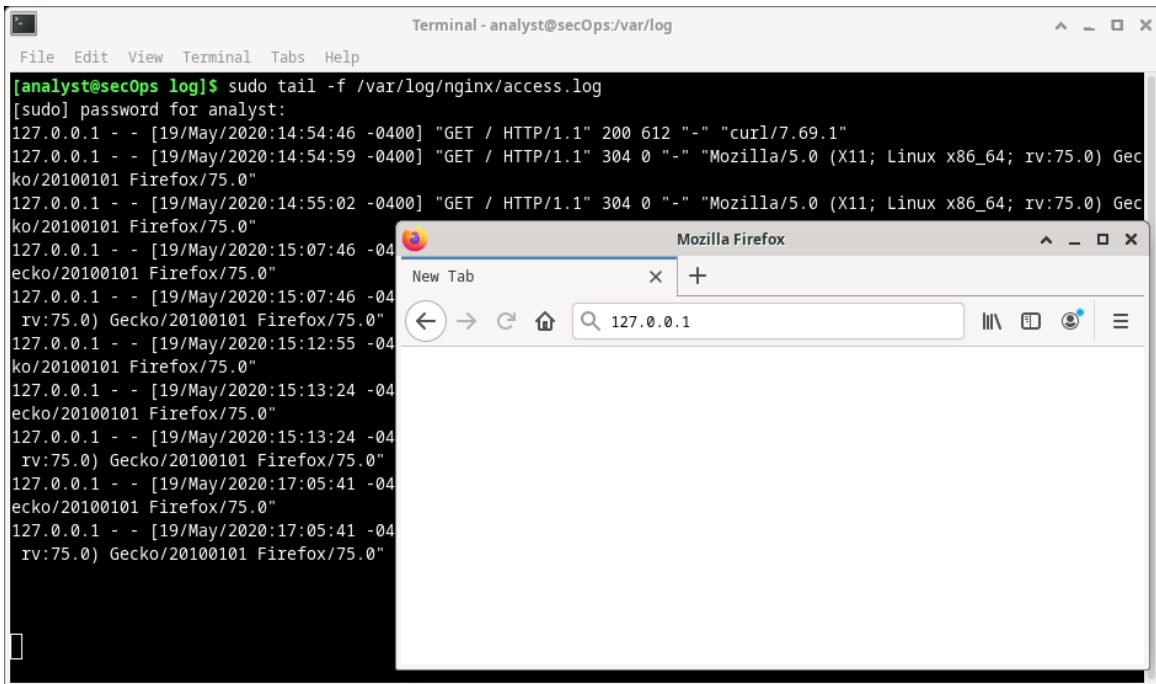 Terminal - analyst@secOps:/var/log
File Edit View Terminal Tabs Help
[analyst@secOps log]$ sudo tail -f /var/log/nginx/access.log
[sudo] password for analyst:
127.0.0.1 - - [19/May/2020:14:54:46 -0400] "GET / HTTP/1.1" 200 612 "-" "curl/7.69.1"
127.0.0.1 - - [19/May/2020:14:54:59 -0400] "GET / HTTP/1.1" 304 0 "-" "Mozilla/5.0 (X11; Linux x86_64; rv:75.0) Gec
ko/20100101 Firefox/75.0"
127.0.0.1 - - [19/May/2020:14:55:02 -0400] "GET / HTTP/1.1" 304 0 "-" "Mozilla/5.0 (X11; Linux x86_64; rv:75.0) Gec
ko/20100101 Firefox/75.0"
127.0.0.1 - - [19/May/2020:15:07:46 -04
ecko/20100101 Firefox/75.0"
127.0.0.1 - - [19/May/2020:15:07:46 -04
rv:75.0) Gecko/20100101 Firefox/75.0"
127.0.0.1 - - [19/May/2020:15:12:55 -04
ko/20100101 Firefox/75.0"
127.0.0.1 - - [19/May/2020:15:13:24 -04
ecko/20100101 Firefox/75.0"
127.0.0.1 - - [19/May/2020:15:13:24 -04
rv:75.0) Gecko/20100101 Firefox/75.0"
127.0.0.1 - - [19/May/2020:17:05:41 -04
ecko/20100101 Firefox/75.0"
127.0.0.1 - - [19/May/2020:17:05:41 -04
rv:75.0) Gecko/20100101 Firefox/75.0"
Mozilla Firefox
New Tab
127.0.0.1